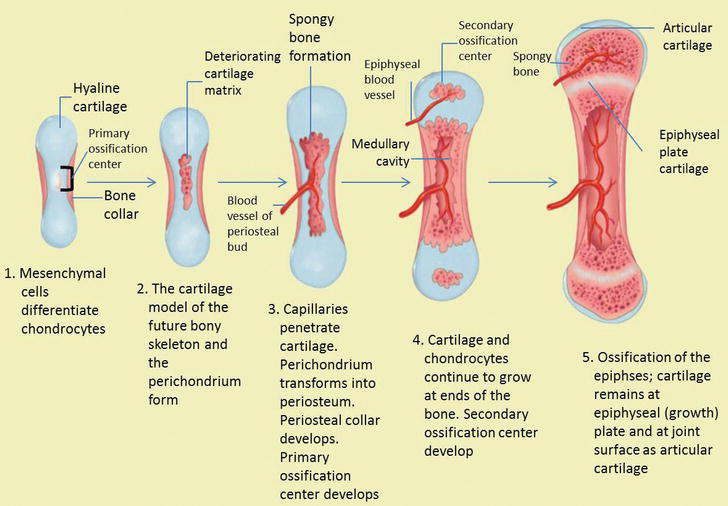 Hyaline
cartilage
Primary
ossification
center
Bone
collar
1. Mesenchymal
cells
differentiate
chondrocytes
Deteriorating
cartilage
matrix
2. The cartilage
model of the
future bony
skeleton and
the
perichondrium
form
Spongy
bone
formation
Blood
vessel of
periosteal
bud
3. Capillaries
penetrate
cartilage.
Perichondrium
transforms into
periosteum.
Periosteal collar
develops.
Primary
ossification
center develops
Secondary
ossification
center
Epiphyseal
blood
vessel
Medullary
cavity
4. Cartilage and
chondrocytes
continue to grow
at ends of the
bone. Secondary
ossification center
develop
Articular
cartilage
Spongy
bone
Epiphyseal
plate
cartilage
5. Ossification of the
epiphses; cartilage
remains at
epiphyseal (growth)
plate and at joint
surface as articular
cartilage